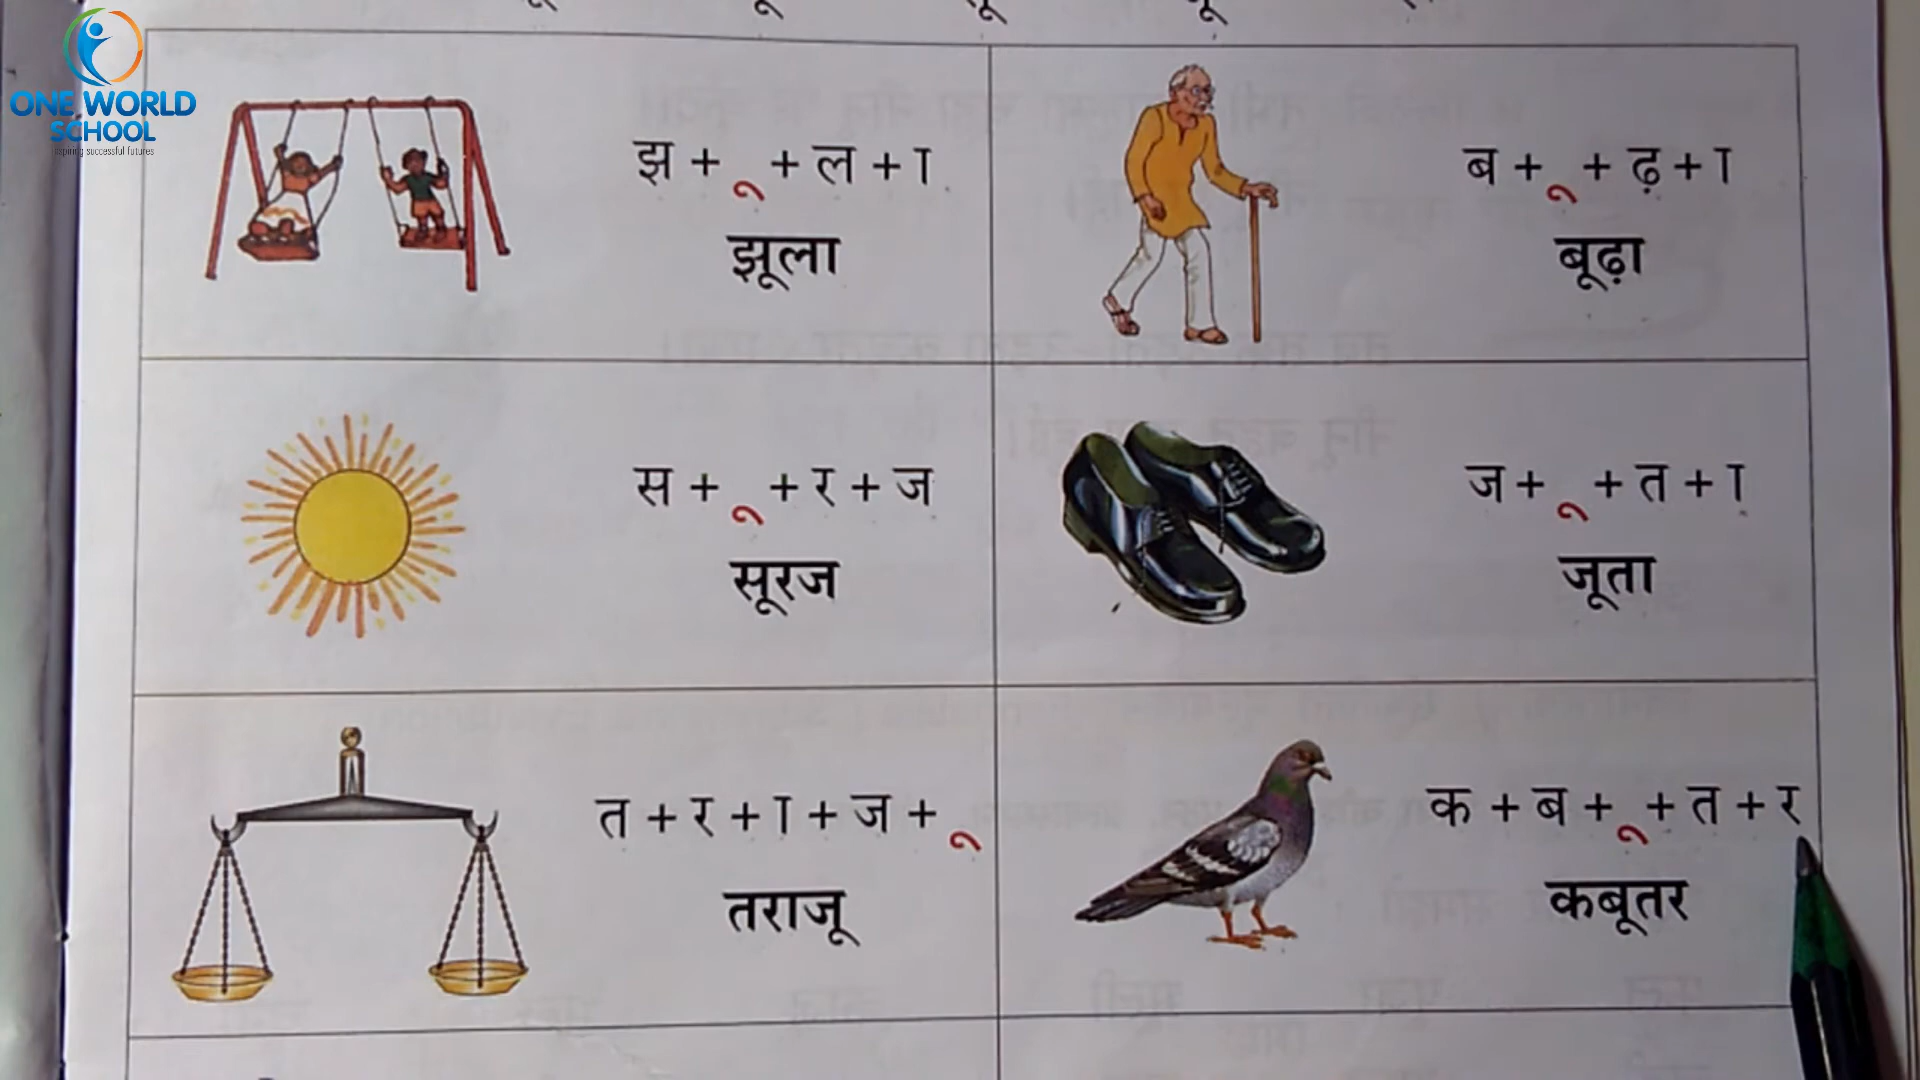 ONE WORLD
SCHOOL
झ + ू + ल + ा
झूला
ब + ू + ढ़ + ा
बूढ़ा
स + ू + र + ज
सूरज
ज + ू + त + ा
जूता
त + र + ा + ज + ू
तराजू
क + ब + ू + त + र
कबूतर